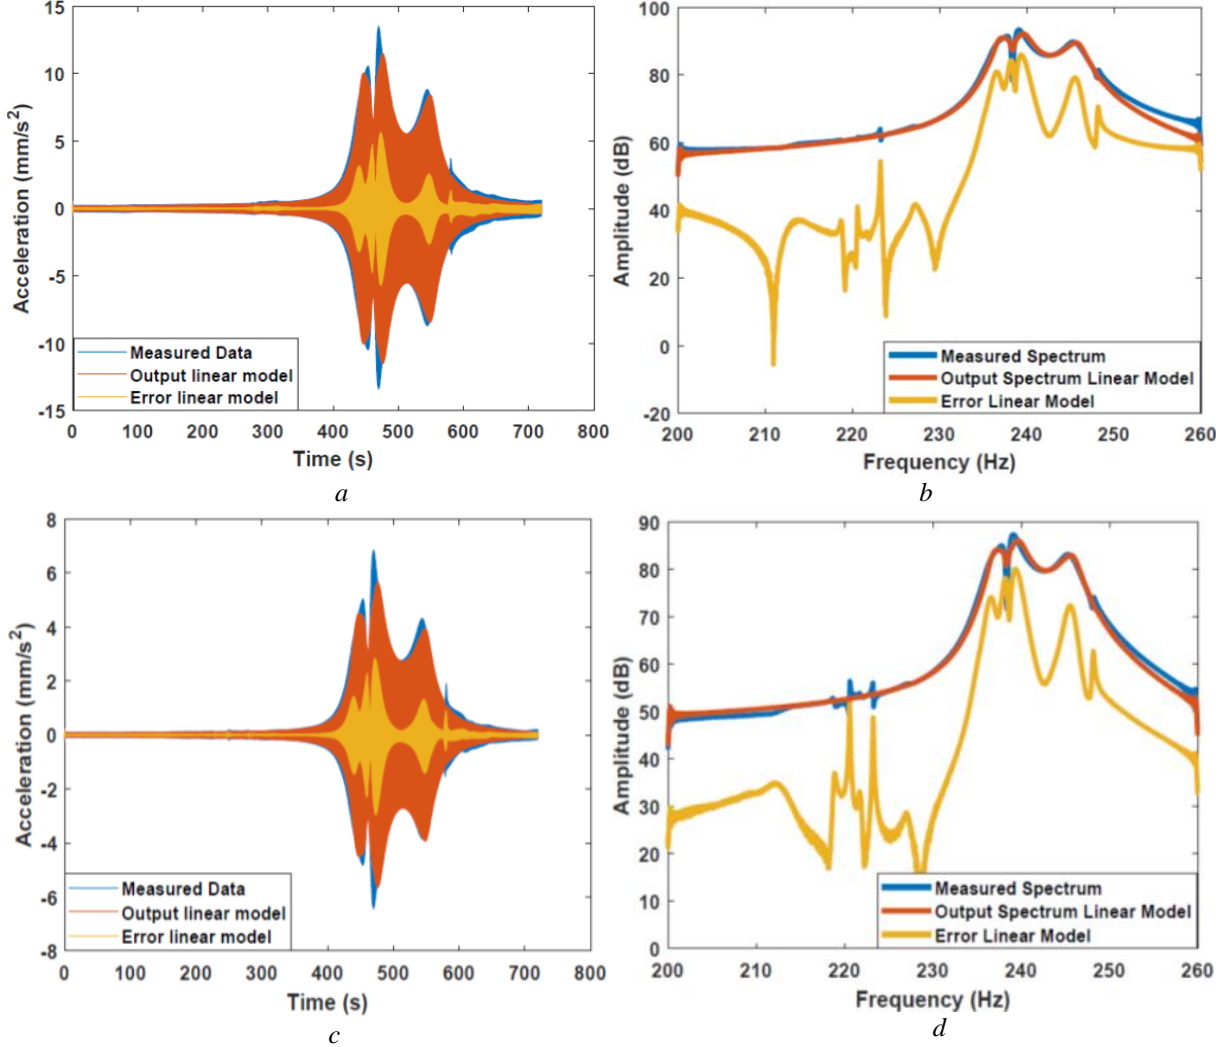 15
10
5
0
-5
-10
-15
Acceleration (mm/s2)
Measured Data
Output linear model
Error linear model
0 100 200 300 400 500 600 700 800
Time (s)
a
100
80
60
40
20
0
-20
Amplitude (dB)
Measured Spectrum
Output Spectrum Linear Model
Error Linear Model
200 210 220 230 240 250 260
Frequency (Hz)
b
8
6
4
2
0
-2
-4
-6
-8
Acceleration (mm/s2)
Measured Data
Output linear model
Error linear model
0 100 200 300 400 500 600 700 800
Time (s)
c
90
80
70
60
50
40
30
20
10
0
Amplitude (dB)
Measured Spectrum
Output Spectrum Linear Model
Error Linear Model
200 210 220 230 240 250 260
Frequency (Hz)
d